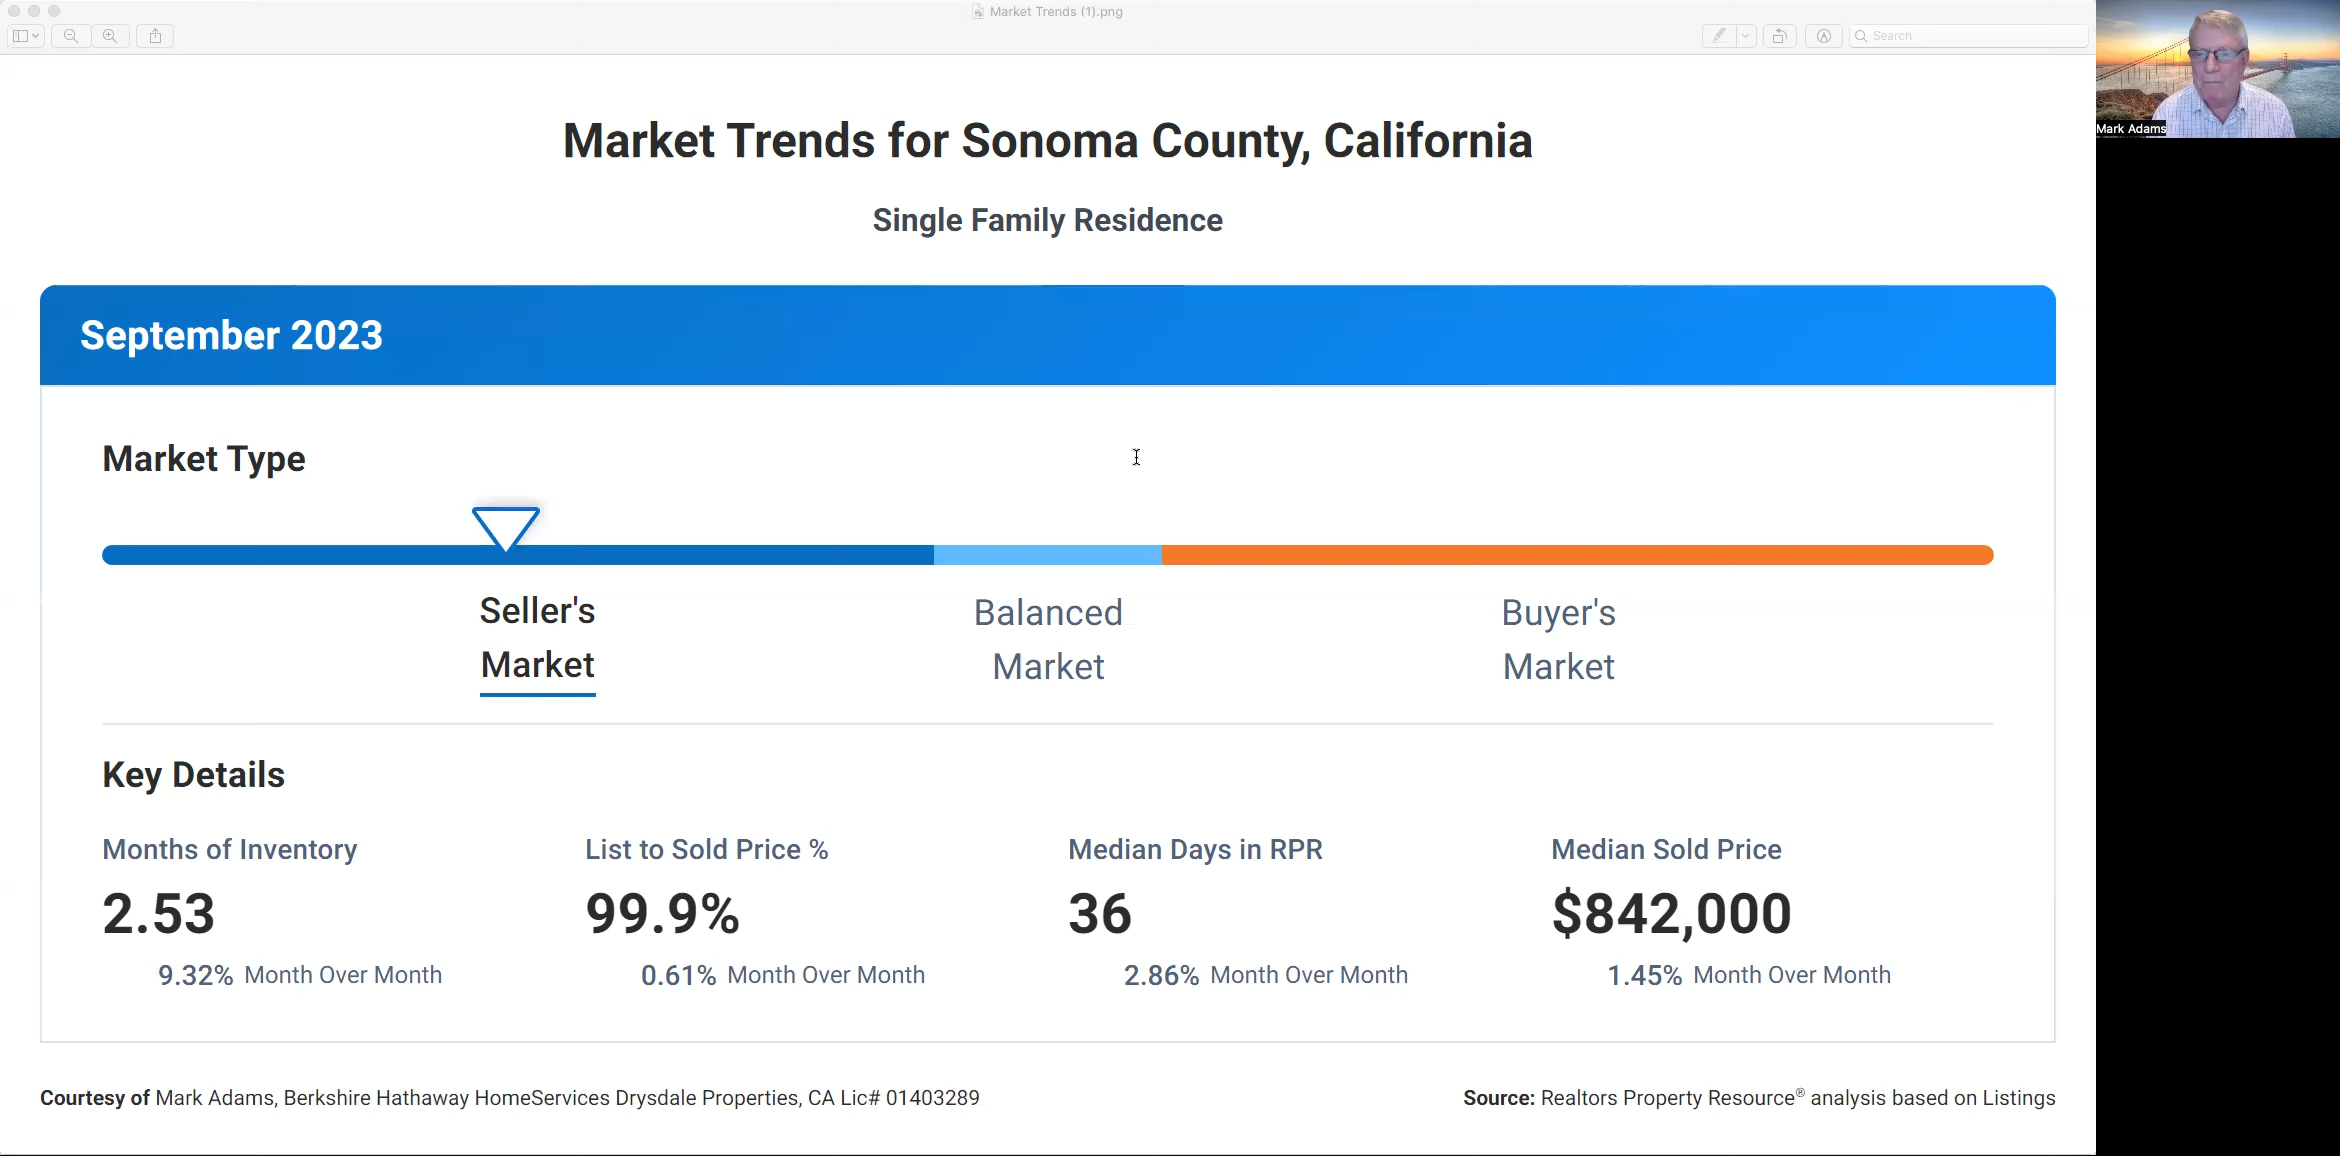 Market Trends (1).png
Search
Mark Adams
Market Trends for Sonoma County, California
Single Family Residence
September 2023
Market Type
Seller's
Market
Balanced
Market
Buyer's
Market
Key Details
Months of Inventory
2.53
9.32% Month Over Month
List to Sold Price %
99.9%
0.61% Month Over Month
Median Days in RPR
36
2.86% Month Over Month
Median Sold Price
$842,000
1.45% Month Over Month
Courtesy of Mark Adams, Berkshire Hathaway HomeServices Drysdale Properties, CA Lic# 01403289
Source: Realtors Property Resource® analysis based on Listings